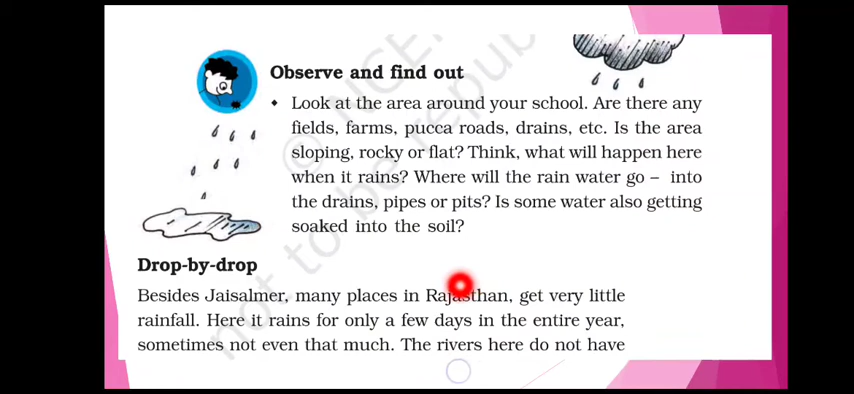 Observe and find out
Look at the area around your school. Are there any
fields, farms, pucca roads, drains, etc. Is the area
sloping, rocky or flat? Think, what will happen here
when it rains? Where will the rain water go – into
the drains, pipes or pits? Is some water also getting
soaked into the soil?
Drop-by-drop
Besides Jaisalmer, many places in Rajasthan, get very little
rainfall. Here it rains for only a few days in the entire year,
sometimes not even that much. The rivers here do not have